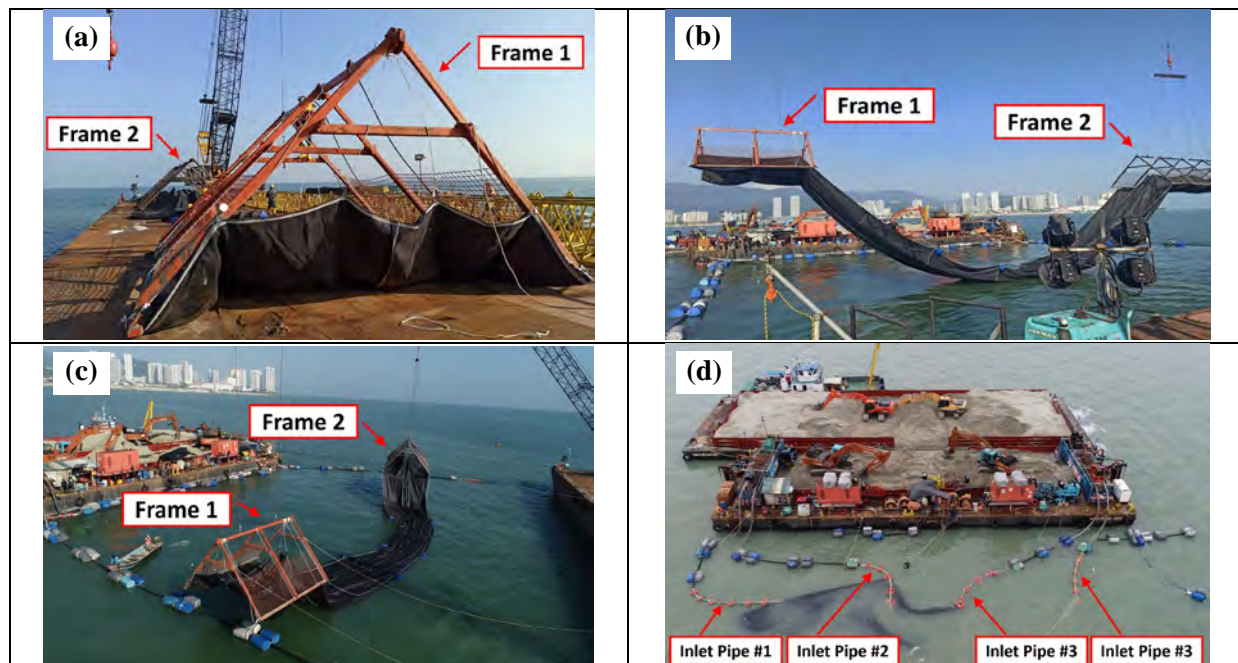 (a)
Frame 1
Frame 2
(b)
Frame 1
Frame 2
(c)
Frame 2
Frame 1
(d)
Inlet Pipe #1
Inlet Pipe #2
Inlet Pipe #3
Inlet Pipe #3